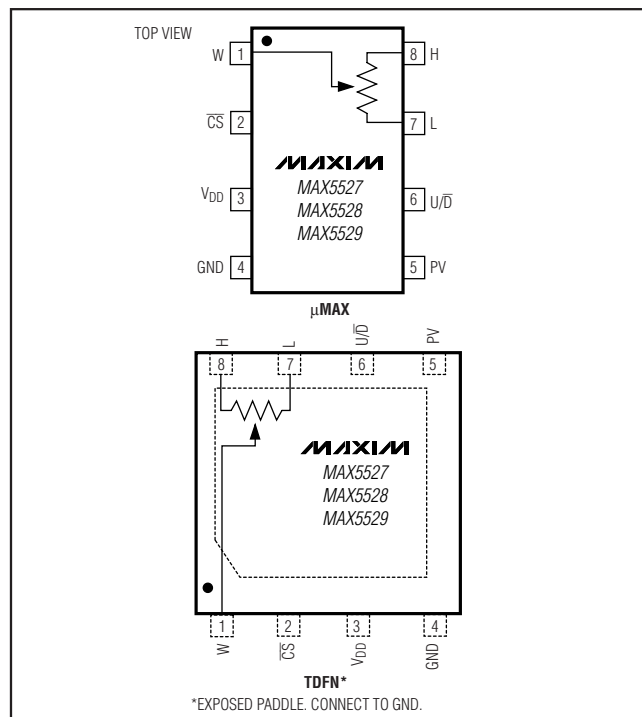 TOP VIEW
W 1
8 H
C̅S̅ 2
7 L
MAXIM
MAX5527
MAX5528
MAX5529
VDD 3
6 U/D̅
GND 4
5 PV
µMAX
H L U/D̅ PV
8 7 6 5
MAXIM
MAX5527
MAX5528
MAX5529
1 2 3 4
W C̅S̅ VDD GND
TDFN*
*EXPOSED PADDLE. CONNECT TO GND.